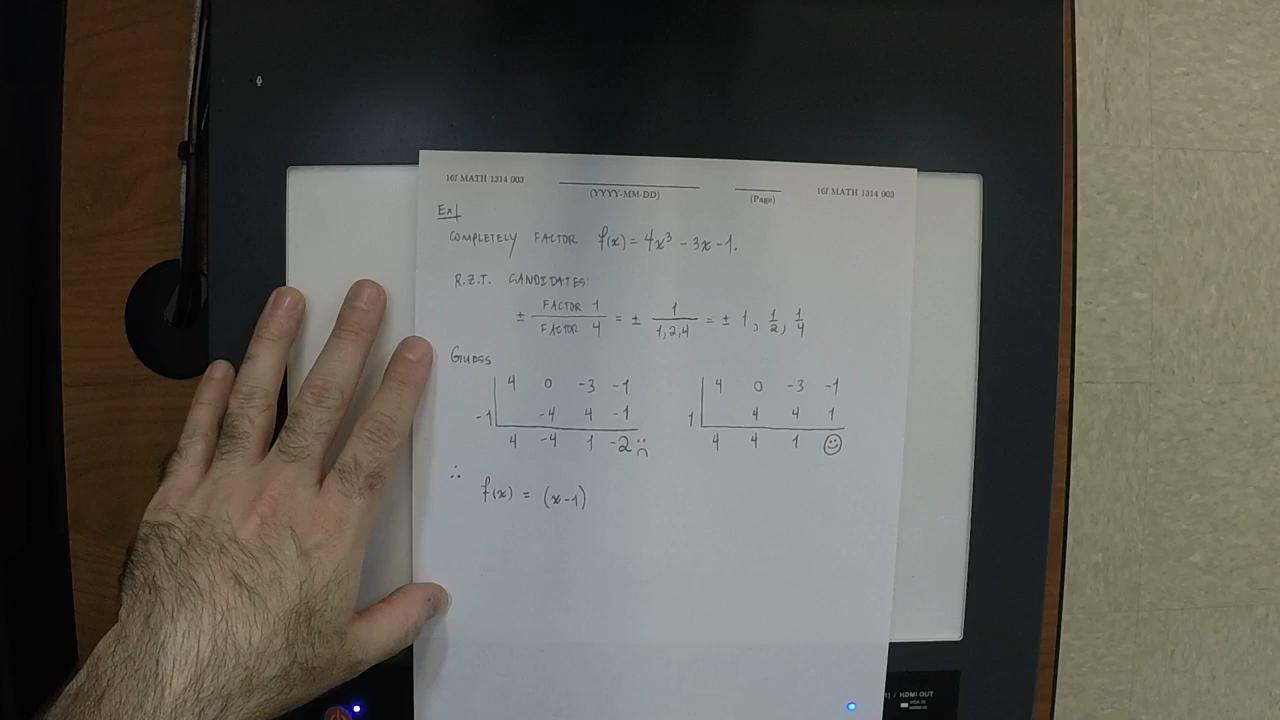 16f MATH 1314 003 (YYYY-MM-DD) (Page) 16f MATH 1314 003
Ex
COMPLETELY FACTOR f(x) = 4x³ - 3x - 1.
R.Z.T. CANDIDATES:
± FACTOR 1 / FACTOR 4 = ± 1 / 1,2,4 = ± 1, 1/2, 1/4
GUESS
4 0 -3 -1
-1 -4 4 -1
4 -4 1 -2
4 0 -3 -1
1 4 4 1
4 4 1
∴
f(x) = (x-1)
HDMI OUT